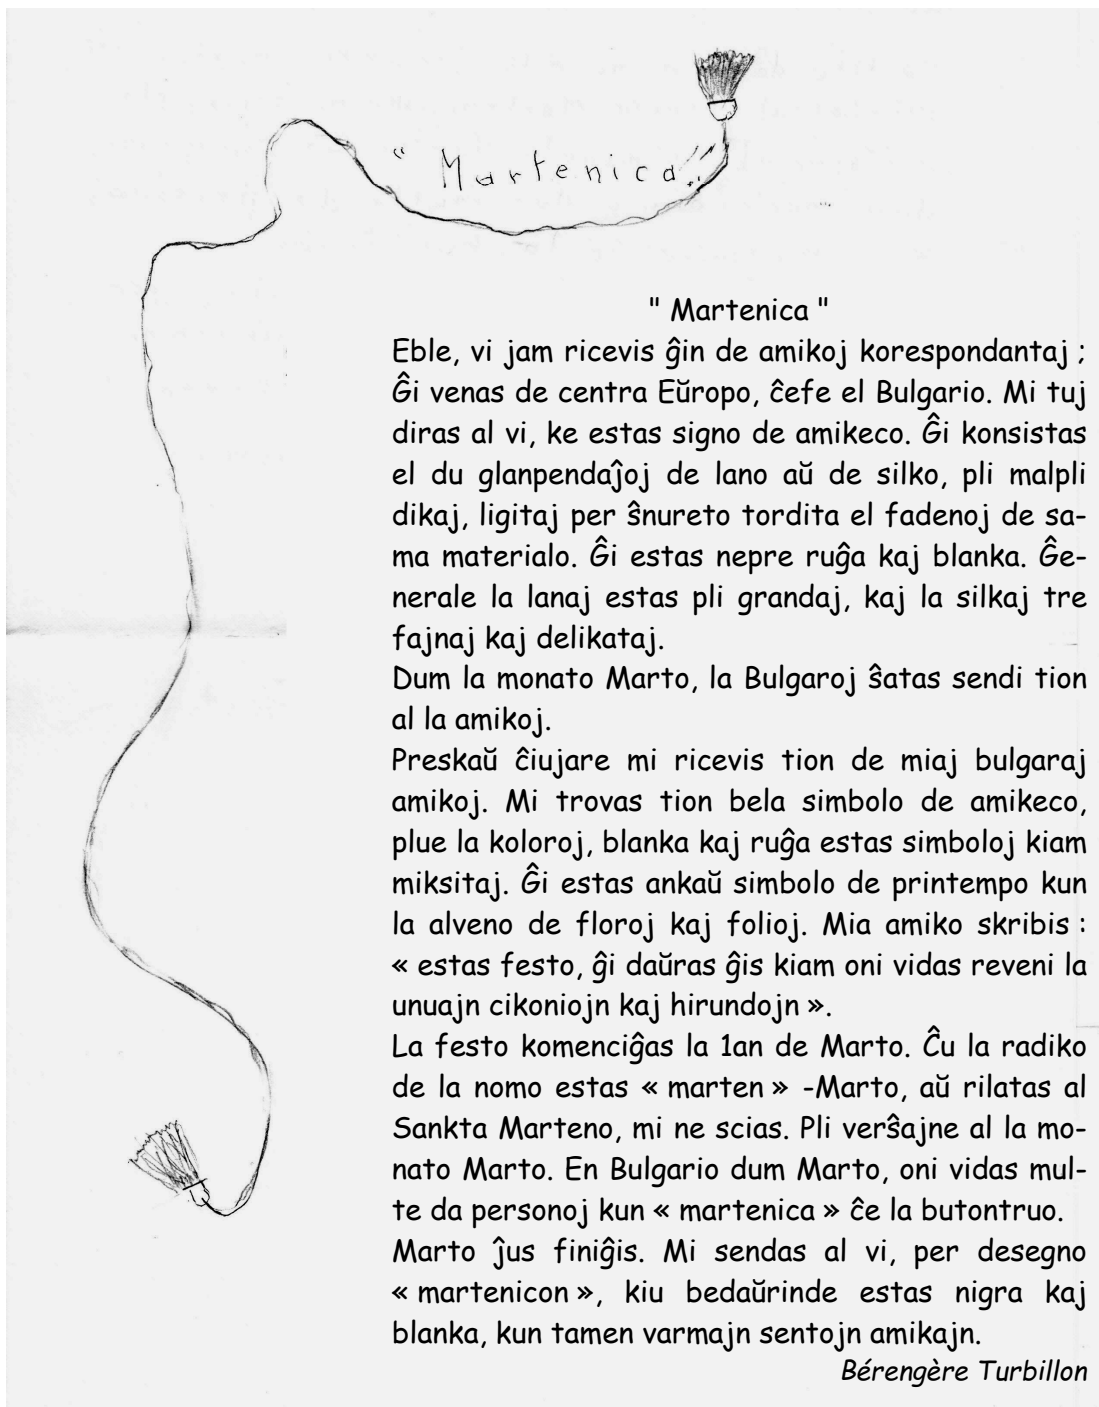 " Martenica "
" Martenica "
Eble, vi jam ricevis ĝin de amikoj korespondantaj ;
Ĝi venas de centra Eŭropo, ĉefe el Bulgario. Mi tuj
diras al vi, ke estas signo de amikeco. Ĝi konsistas
el du glanpendaĵoj de lano aŭ de silko, pli malpli
dikaj, ligitaj per ŝnureto tordita el fadenoj de sa-
ma materialo. Ĝi estas nepre ruĝa kaj blanka. Ĝe-
nerale la lanaj estas pli grandaj, kaj la silkaj tre
fajnaj kaj delikataj.
Dum la monato Marto, la Bulgaroj ŝatas sendi tion
al la amikoj.
Preskaŭ ĉiujare mi ricevis tion de miaj bulgaraj
amikoj. Mi trovas tion bela simbolo de amikeco,
plue la koloroj, blanka kaj ruĝa estas simboloj kiam
miksitaj. Ĝi estas ankaŭ simbolo de printempo kun
la alveno de floroj kaj folioj. Mia amiko skribis :
« estas festo, ĝi daŭras ĝis kiam oni vidas reveni la
unuajn cikoniojn kaj hirundojn ».
La festo komenciĝas la 1an de Marto. Ĉu la radiko
de la nomo estas « marten » -Marto, aŭ rilatas al
Sankta Marteno, mi ne scias. Pli verŝajne al la mo-
nato Marto. En Bulgario dum Marto, oni vidas mul-
te da personoj kun « martenica » ĉe la butontruo.
Marto ĵus finiĝis. Mi sendas al vi, per desegno
« martenicon », kiu bedaŭrinde estas nigra kaj
blanka, kun tamen varmajn sentojn amikajn.
Bérengère Turbillon